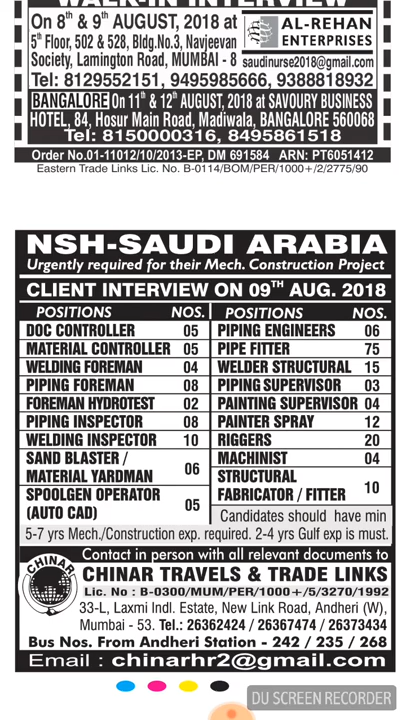 WALK-IN INTERVIEW
On 8th & 9th AUGUST, 2018 at
5th Floor, 502 & 528, Bldg.No.3, Navjeevan
Society, Lamington Road, MUMBAI - 8
AL-REHAN
ENTERPRISES
saudinurse2018@gmail.com
Tel: 8129552151, 9495985666, 9388818932
BANGALORE On 11th & 12th AUGUST, 2018 at SAVOURY BUSINESS
HOTEL, 84, Hosur Main Road, Madiwala, BANGALORE 560068
Tel: 8150000316, 8495861518
Order No.01-11012/10/2013-EP, DM 691584 ARN: PT6051412
Eastern Trade Links Lic. No. B-0114/BOM/PER/1000+/2/2775/90
NSH-SAUDI ARABIA
Urgently required for their Mech. Construction Project
CLIENT INTERVIEW ON 09TH AUG. 2018
POSITIONS NOS.
DOC CONTROLLER 05
MATERIAL CONTROLLER 05
WELDING FOREMAN 04
PIPING FOREMAN 08
FOREMAN HYDROTEST 02
PIPING INSPECTOR 08
WELDING INSPECTOR 10
SAND BLASTER /
MATERIAL YARDMAN 06
SPOOLGEN OPERATOR
(AUTO CAD) 05
POSITIONS NOS.
PIPING ENGINEERS 06
PIPE FITTER 75
WELDER STRUCTURAL 15
PIPING SUPERVISOR 03
PAINTING SUPERVISOR 04
PAINTER SPRAY 12
RIGGERS 20
MACHINIST 04
STRUCTURAL
FABRICATOR / FITTER 10
Candidates should have min
5-7 yrs Mech./Construction exp. required. 2-4 yrs Gulf exp is must.
Contact in person with all relevant documents to
CHINAR
CHINAR TRAVELS & TRADE LINKS
Lic. No : B-0300/MUM/PER/1000+/5/3270/1992
33-L, Laxmi Indl. Estate, New Link Road, Andheri (W),
Mumbai - 53. Tel.: 26362424 / 26367474 / 26373434
Bus Nos. From Andheri Station - 242 / 235 / 268
Email : chinarhr2@gmail.com
DU SCREEN RECORDER